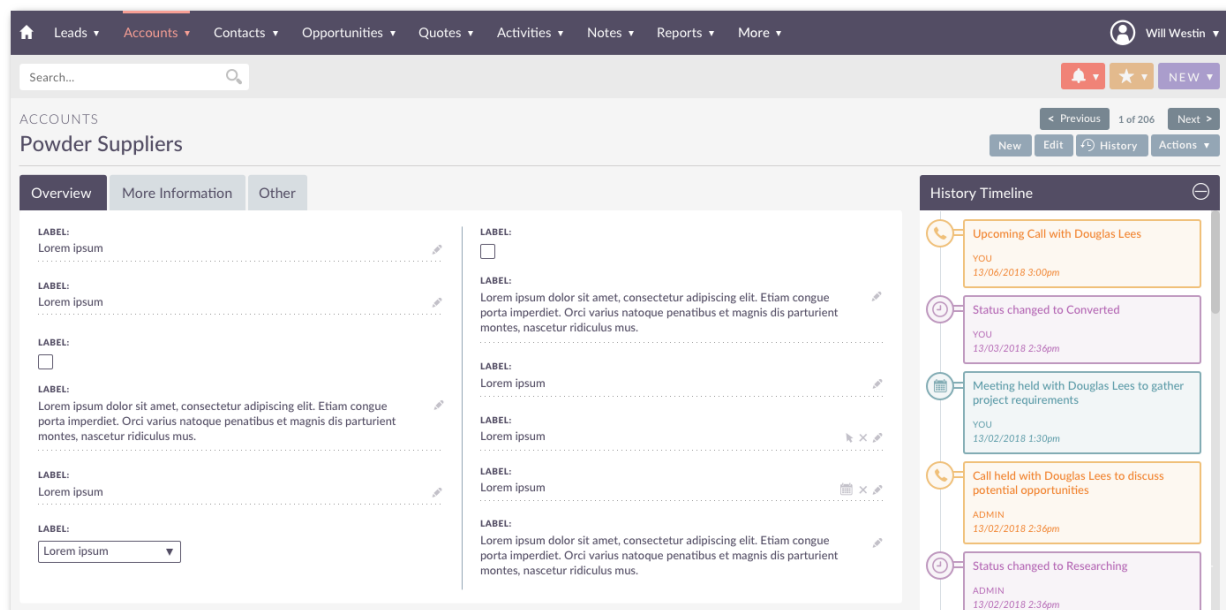 Leads ▾ Accounts ▾ Contacts ▾ Opportunities ▾ Quotes ▾ Activities ▾ Notes ▾ Reports ▾ More ▾ Will Westin ▾
Search...
NEW ▾
ACCOUNTS
Powder Suppliers
< Previous 1 of 206 Next >
New Edit History Actions ▾
Overview More Information Other
LABEL:
Lorem ipsum
LABEL:
Lorem ipsum
LABEL:
LABEL:
Lorem ipsum dolor sit amet, consectetur adipiscing elit. Etiam congue
porta imperdiet. Orci varius natoque penatibus et magnis dis parturient
montes, nascetur ridiculus mus.
LABEL:
Lorem ipsum
LABEL:
Lorem ipsum ▼
LABEL:
LABEL:
Lorem ipsum dolor sit amet, consectetur adipiscing elit. Etiam congue
porta imperdiet. Orci varius natoque penatibus et magnis dis parturient
montes, nascetur ridiculus mus.
LABEL:
Lorem ipsum
LABEL:
Lorem ipsum
LABEL:
Lorem ipsum
LABEL:
Lorem ipsum dolor sit amet, consectetur adipiscing elit. Etiam congue
porta imperdiet. Orci varius natoque penatibus et magnis dis parturient
montes, nascetur ridiculus mus.
History Timeline
Upcoming Call with Douglas Lees
YOU
13/06/2018 3:00pm
Status changed to Converted
YOU
13/03/2018 2:36pm
Meeting held with Douglas Lees to gather
project requirements
YOU
13/02/2018 1:30pm
Call held with Douglas Lees to discuss
potential opportunities
ADMIN
13/02/2018 2:36pm
Status changed to Researching
ADMIN
13/02/2018 2:36pm